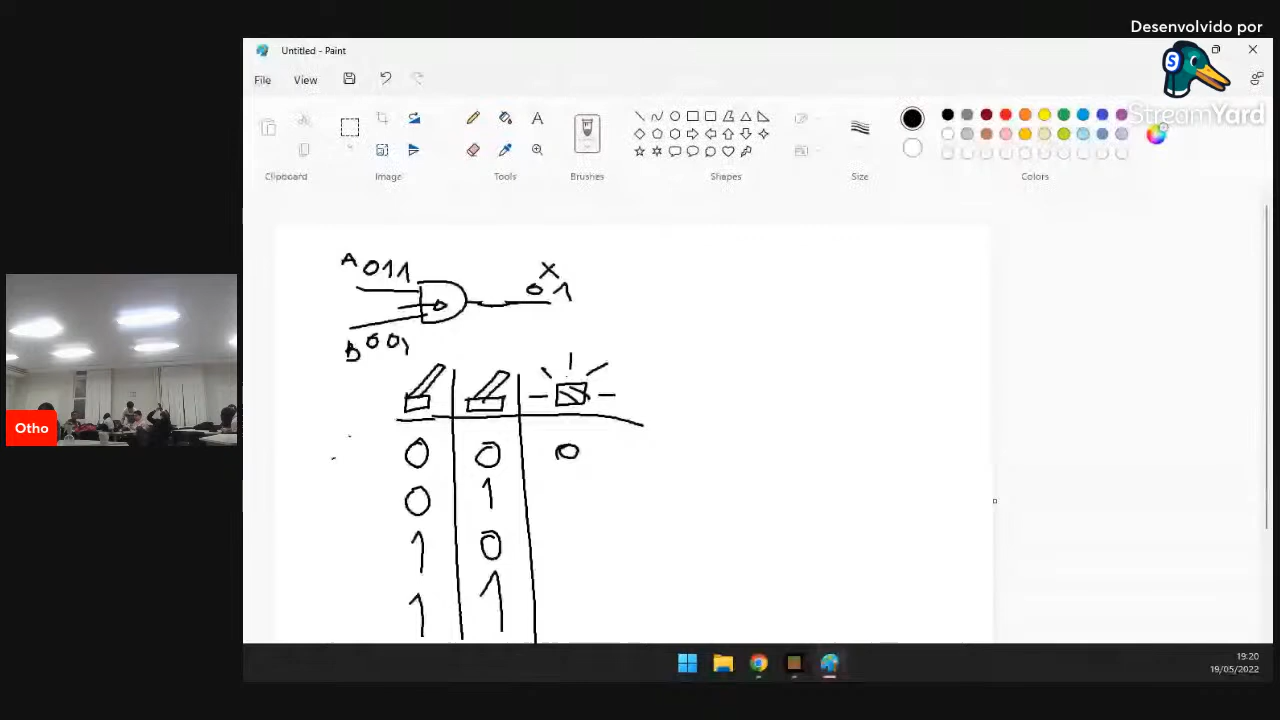 Desenvolvido por
S
StreamYard
Untitled - Paint
File View
A
Clipboard Image Tools Brushes Shapes Size Colors
A 011
X
0 1
B 001
0 0 0
0 1
1 0
1 1
Otho
19:20
19/05/2022